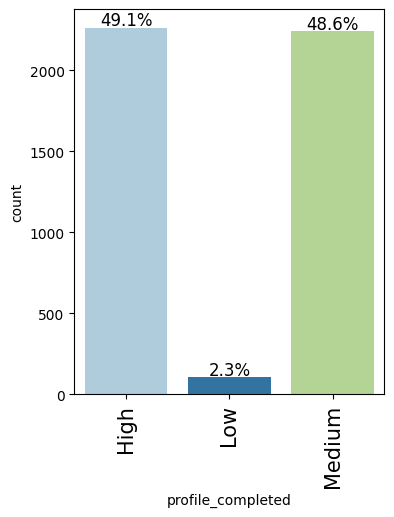 49.1%
48.6%
2.3%
2000
1500
1000
500
0
count
High
Low
Medium
profile_completed